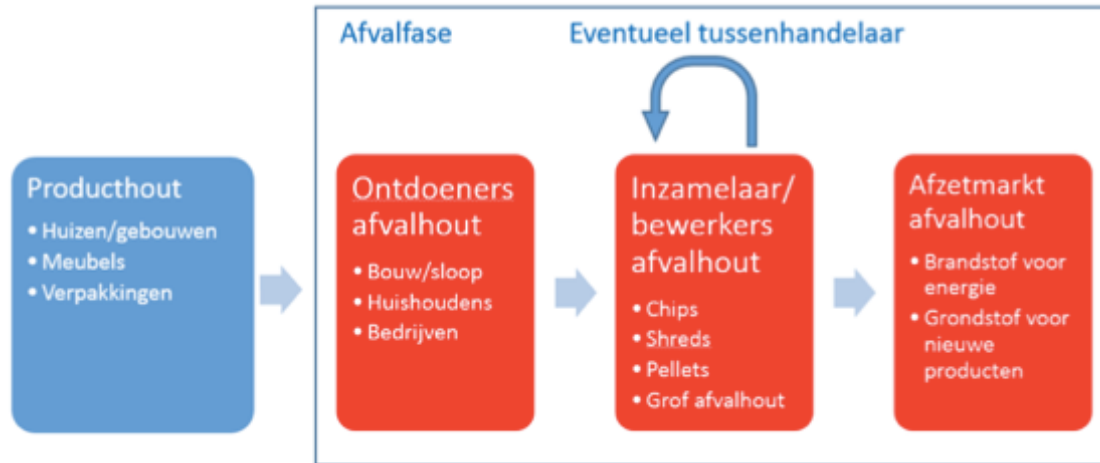 Afvalfase
Eventueel tussenhandelaar
Producthout
• Huizen/gebouwen
• Meubels
• Verpakkingen
Ontdoeners
afvalhout
• Bouw/sloop
• Huishoudens
• Bedrijven
Inzamelaar/
bewerkers
afvalhout
• Chips
• Shreds
• Pellets
• Grof afvalhout
Afzetmarkt
afvalhout
• Brandstof voor
energie
• Grondstof voor
nieuwe
producten